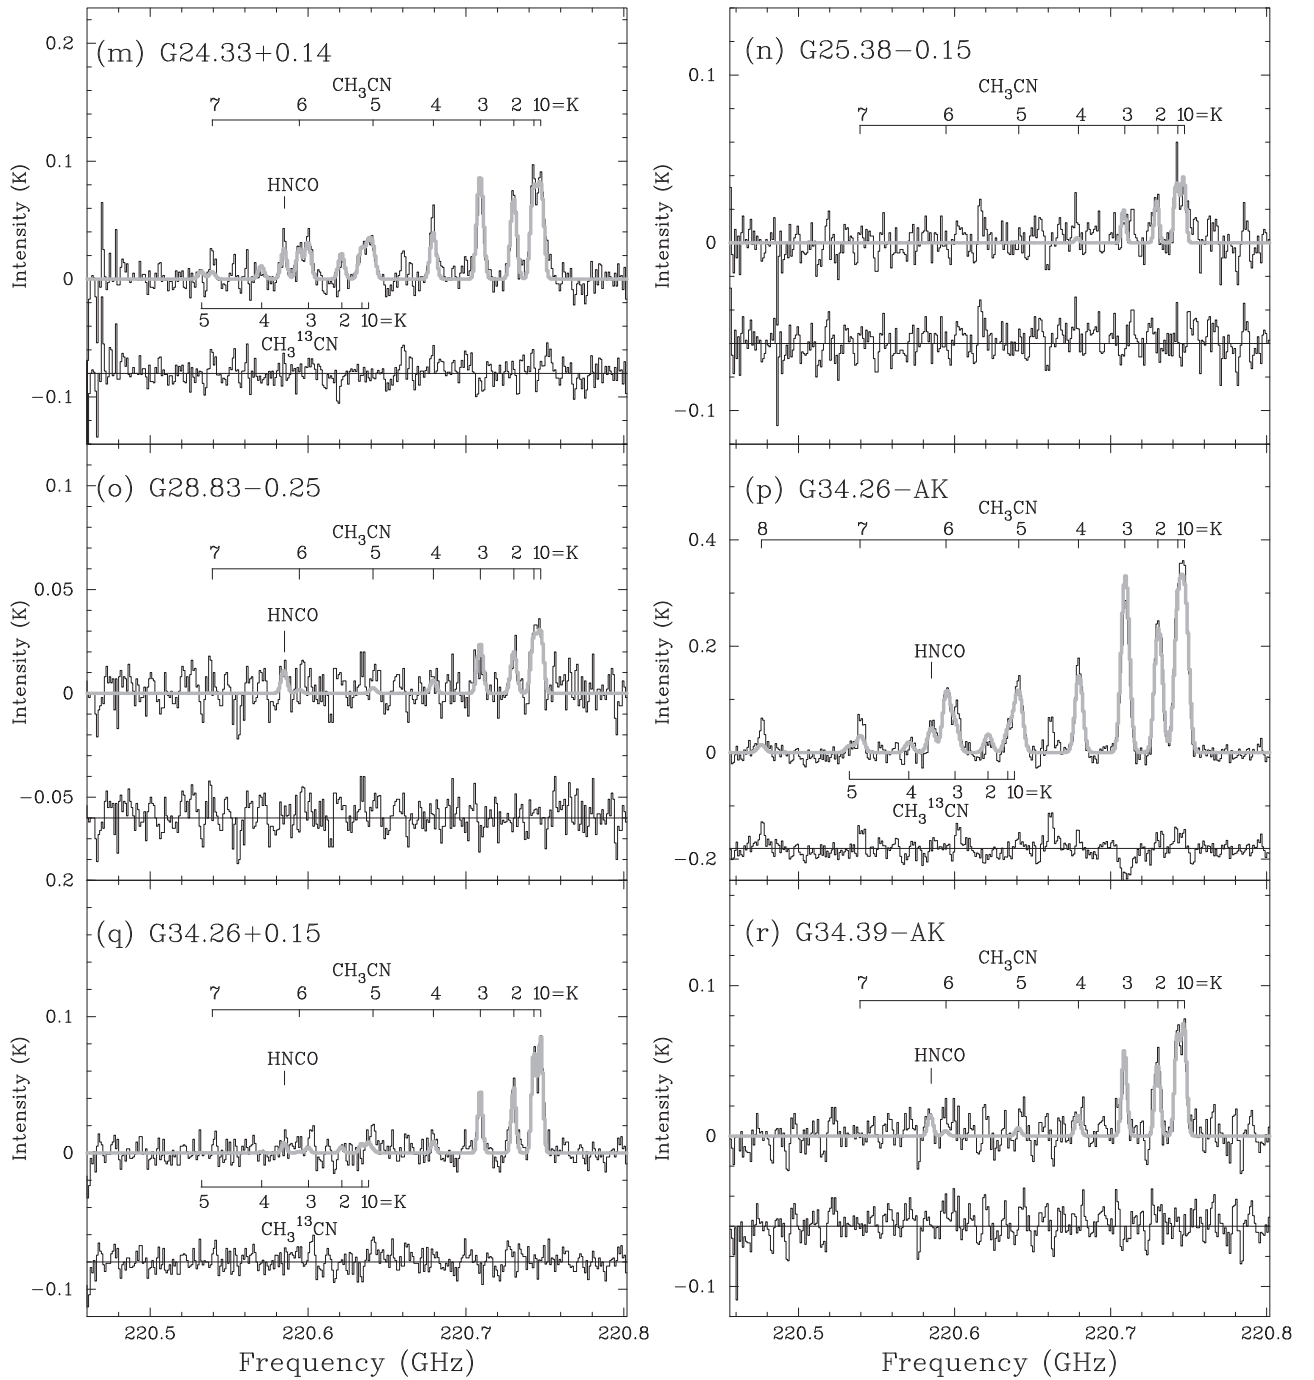 (m) G24.33+0.14
CH3CN
7 6 5 4 3 2 10=K
HNCO
5 4 3 2 10=K
CH3 13CN
0.2
0.1
0
−0.1
Intensity (K)
(n) G25.38−0.15
CH3CN
7 6 5 4 3 2 10=K
0.1
0
−0.1
Intensity (K)
(o) G28.83−0.25
CH3CN
7 6 5 4 3 2 10=K
HNCO
0.1
0.05
0
−0.05
Intensity (K)
(p) G34.26−AK
CH3CN
8 7 6 5 4 3 2 10=K
HNCO
5 4 3 2 10=K
CH3 13CN
0.4
0.2
0
−0.2
Intensity (K)
(q) G34.26+0.15
CH3CN
7 6 5 4 3 2 10=K
HNCO
5 4 3 2 10=K
CH3 13CN
0.2
0.1
0
−0.1
Intensity (K)
220.5 220.6 220.7 220.8
Frequency (GHz)
(r) G34.39−AK
CH3CN
7 6 5 4 3 2 10=K
HNCO
0.1
0
−0.1
Intensity (K)
220.5 220.6 220.7 220.8
Frequency (GHz)